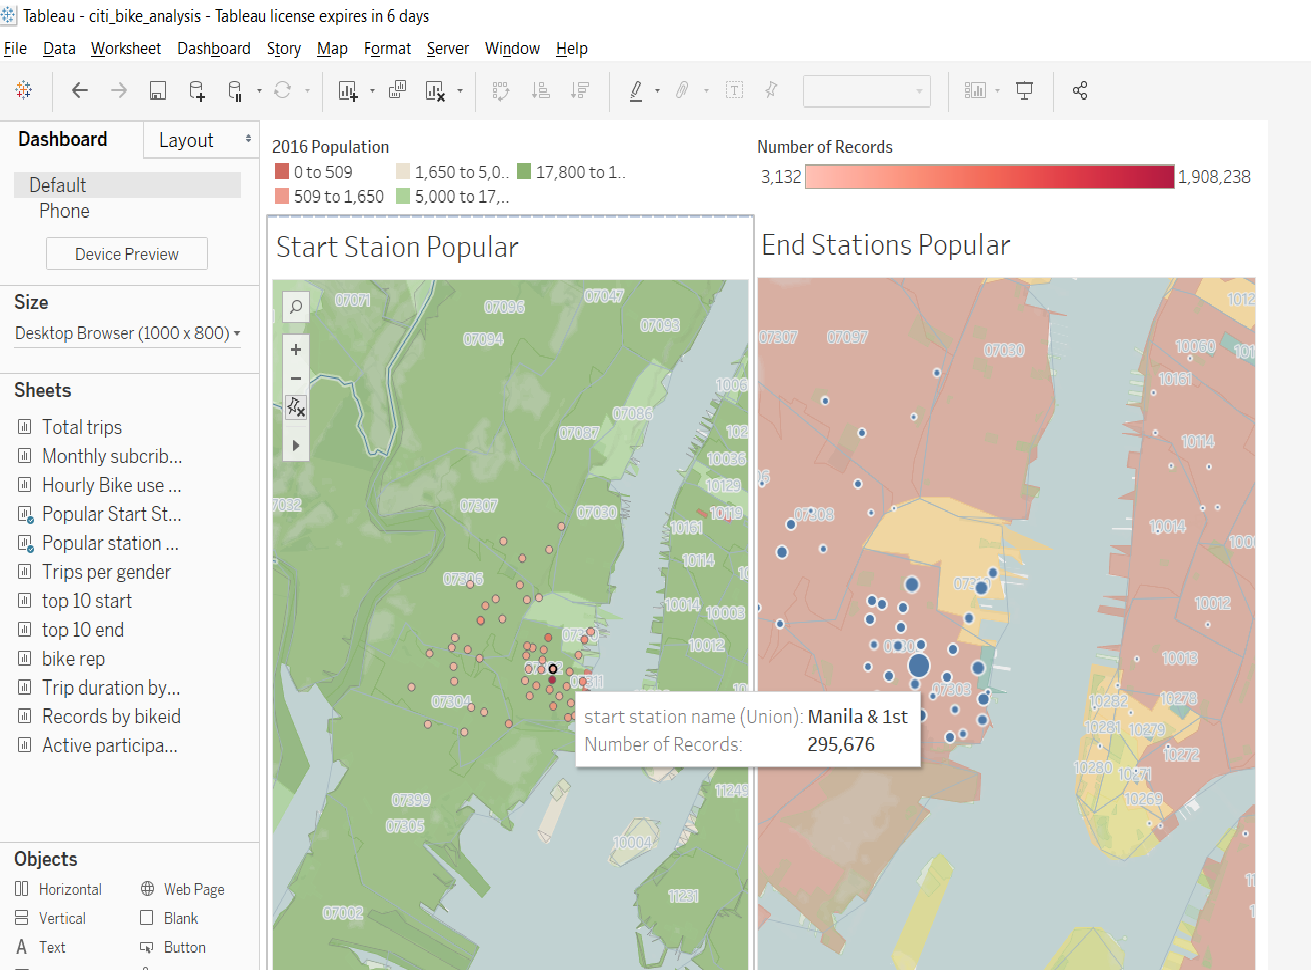 Tableau - citi_bike_analysis - Tableau license expires in 6 days
File Data Worksheet Dashboard Story Map Format Server Window Help
Dashboard Layout
Default
Phone
Device Preview
Size
Desktop Browser (1000 x 800)
Sheets
Total trips
Monthly subcrib...
Hourly Bike use ...
Popular Start St...
Popular station ...
Trips per gender
top 10 start
top 10 end
bike rep
Trip duration by...
Records by bikeid
Active participa...
Objects
Horizontal Web Page
Vertical Blank
Text Button
2016 Population
0 to 509 1,650 to 5,0.. 17,800 to 1..
509 to 1,650 5,000 to 17,..
Number of Records
3,132 1,908,238
Start Staion Popular
07071
07096
07047
07093
07094
07086
07087
10036
10123
10119
07032
07307
07030
10161
10114
07306
10014
10003
10012
07304
07399
07305
10004
11249
11231
07002
start station name (Union): Manila & 1st
Number of Records: 295,676
End Stations Popular
07307
07087
07030
10060
10161
10114
07308
10014
10012
10013
07303
10282
10278
10281
10279
10272
10280
10271
10269